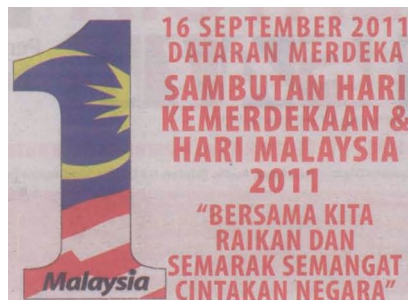 16 SEPTEMBER 2011
DATARAN MERDEKA
SAMBUTAN HARI
KEMERDEKAAN &
HARI MALAYSIA
2011
"BERSAMA KITA
RAIKAN DAN
SEMARAK SEMANGAT
CINTAKAN NEGARA"
1
Malaysia